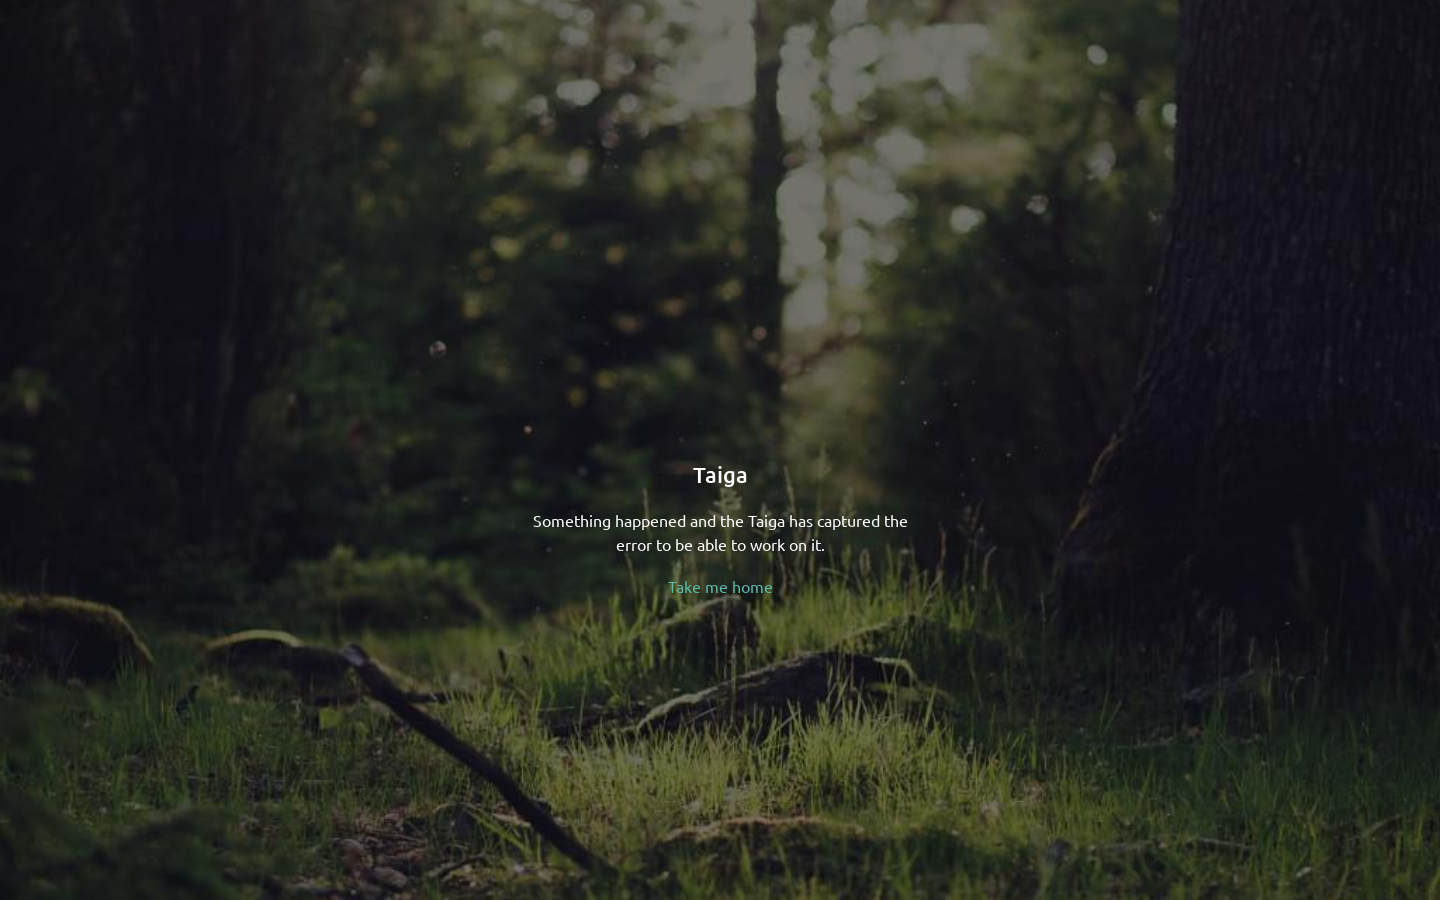 Taiga
Something happened and the Taiga has captured the
error to be able to work on it.
Take me home